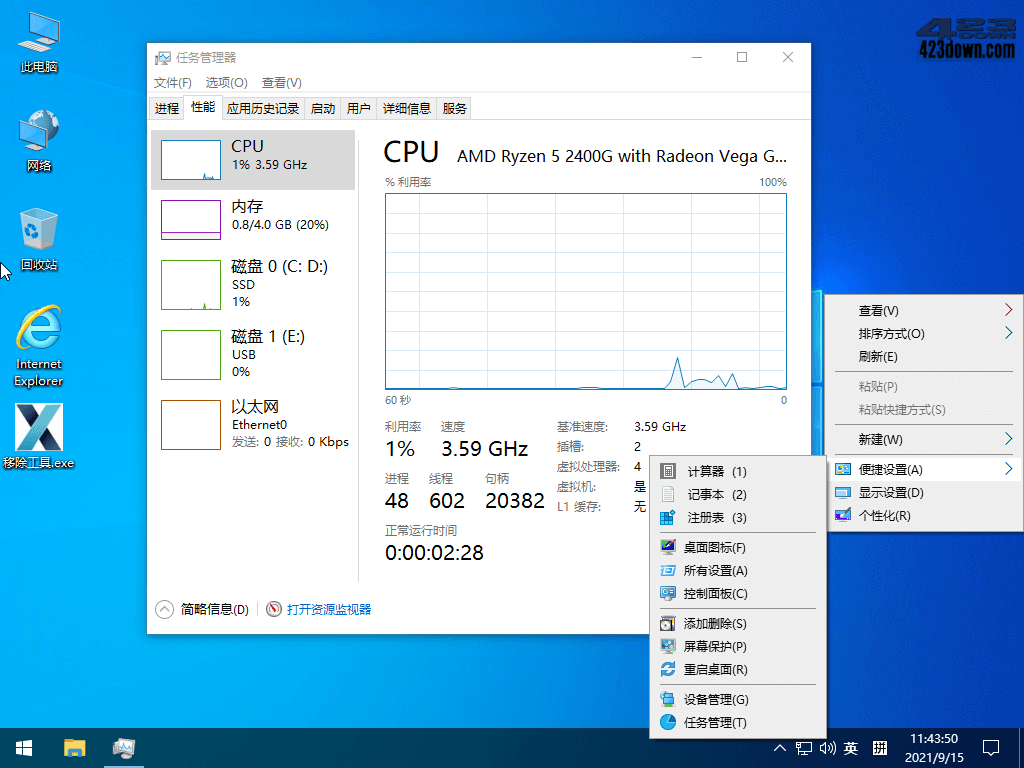 此电脑
网络
回收站
Internet
Explorer
移除工具.exe
423
DOWN
423down.com
任务管理器
文件(F) 选项(O) 查看(V)
进程 性能 应用历史记录 启动 用户 详细信息 服务
CPU
1% 3.59 GHz
内存
0.8/4.0 GB (20%)
磁盘 0 (C: D:)
SSD
1%
磁盘 1 (E:)
USB
0%
以太网
Ethernet0
发送: 0 接收: 0 Kbps
CPU AMD Ryzen 5 2400G with Radeon Vega G...
% 利用率 100%
60 秒 0
利用率 速度
1% 3.59 GHz
进程 线程 句柄
48 602 20382
正常运行时间
0:00:02:28
基准速度: 3.59 GHz
插槽: 2
虚拟处理器: 4
虚拟机: 是
L1 缓存: 无
简略信息(D) 打开资源监视器
查看(V)
排序方式(O)
刷新(E)
粘贴(P)
粘贴快捷方式(S)
新建(W)
便捷设置(A)
显示设置(D)
个性化(R)
计算器 (1)
记事本 (2)
注册表 (3)
桌面图标(F)
所有设置(A)
控制面板(C)
添加删除(S)
屏幕保护(P)
重启桌面(R)
设备管理(G)
任务管理(T)
英 拼
11:43:50
2021/9/15